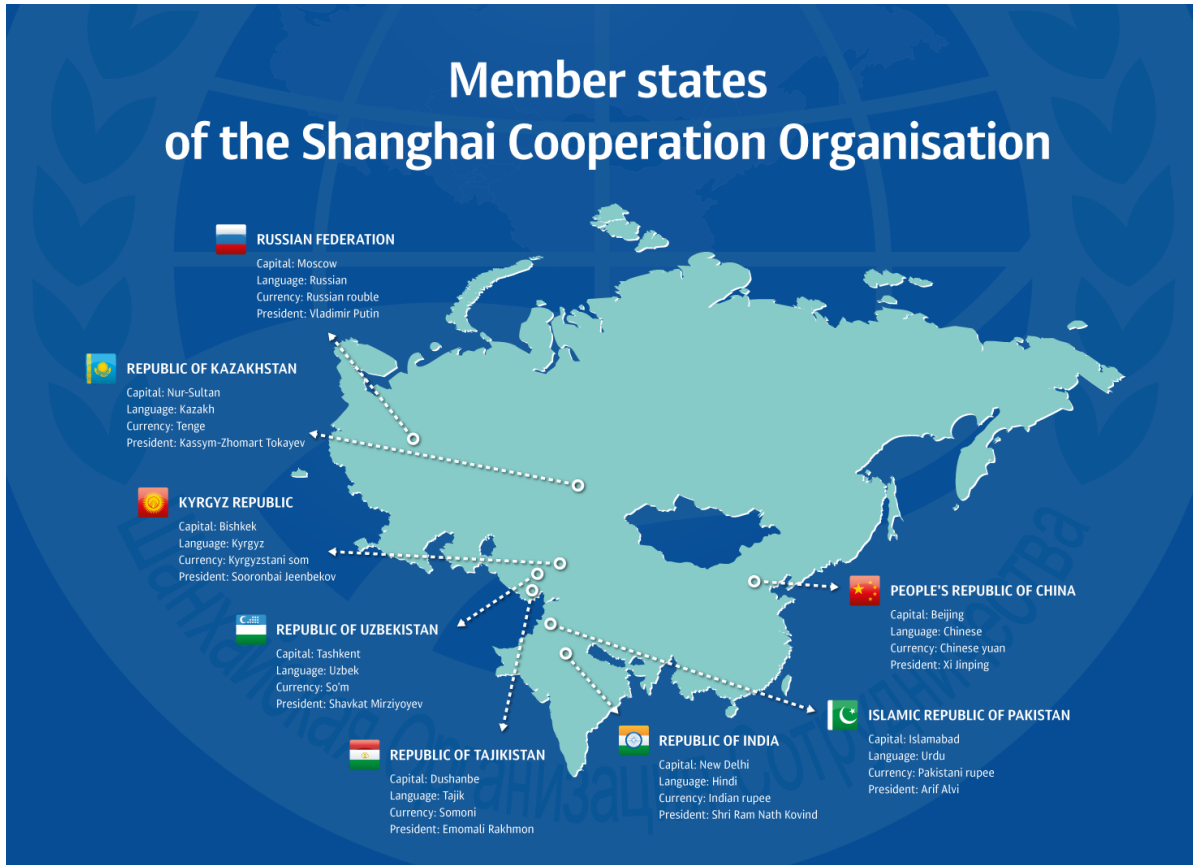 Member states
of the Shanghai Cooperation Organisation
RUSSIAN FEDERATION
Capital: Moscow
Language: Russian
Currency: Russian rouble
President: Vladimir Putin
REPUBLIC OF KAZAKHSTAN
Capital: Nur-Sultan
Language: Kazakh
Currency: Tenge
President: Kassym-Zhomart Tokayev
KYRGYZ REPUBLIC
Capital: Bishkek
Language: Kyrgyz
Currency: Kyrgyzstani som
President: Sooronbai Jeenbekov
REPUBLIC OF UZBEKISTAN
Capital: Tashkent
Language: Uzbek
Currency: So'm
President: Shavkat Mirziyoyev
REPUBLIC OF TAJIKISTAN
Capital: Dushanbe
Language: Tajik
Currency: Somoni
President: Emomali Rakhmon
REPUBLIC OF INDIA
Capital: New Delhi
Language: Hindi
Currency: Indian rupee
President: Shri Ram Nath Kovind
ISLAMIC REPUBLIC OF PAKISTAN
Capital: Islamabad
Language: Urdu
Currency: Pakistani rupee
President: Arif Alvi
PEOPLE'S REPUBLIC OF CHINA
Capital: Beijing
Language: Chinese
Currency: Chinese yuan
President: Xi Jinping